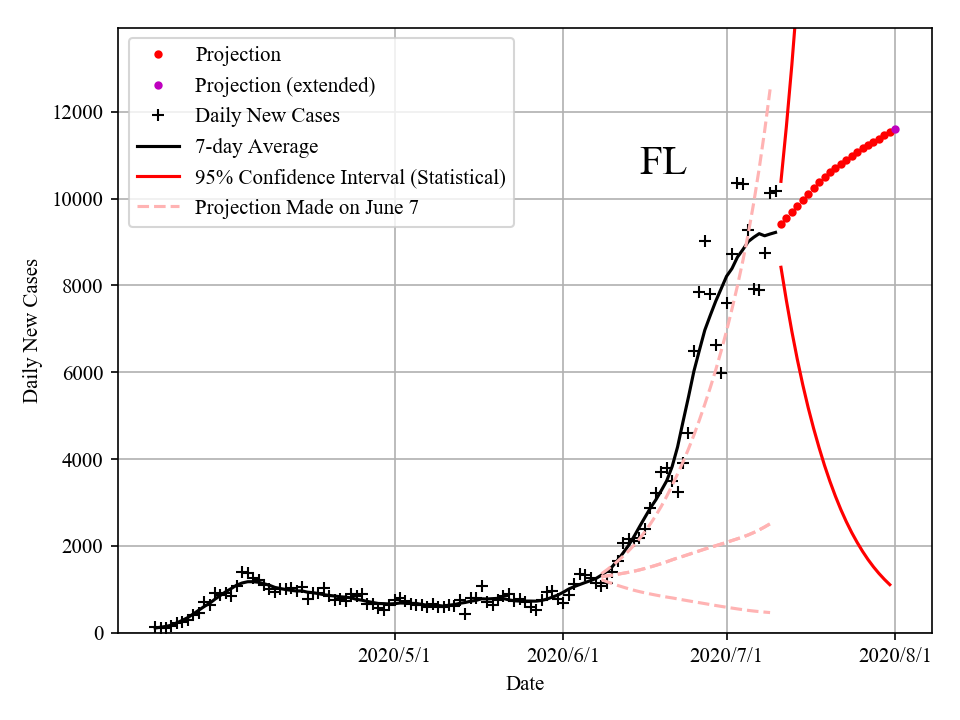 Projection
Projection (extended)
Daily New Cases
7-day Average
95% Confidence Interval (Statistical)
Projection Made on June 7
FL
12000
10000
8000
6000
4000
2000
0
Daily New Cases
2020/5/1
2020/6/1
2020/7/1
2020/8/1
Date